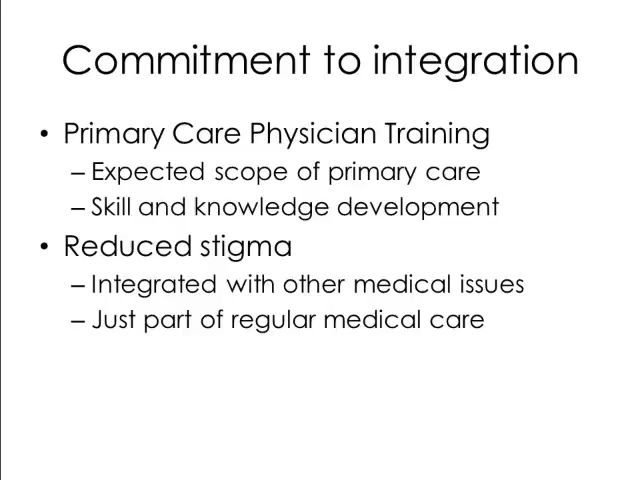 Commitment to integration
• Primary Care Physician Training
– Expected scope of primary care
– Skill and knowledge development
• Reduced stigma
– Integrated with other medical issues
– Just part of regular medical care